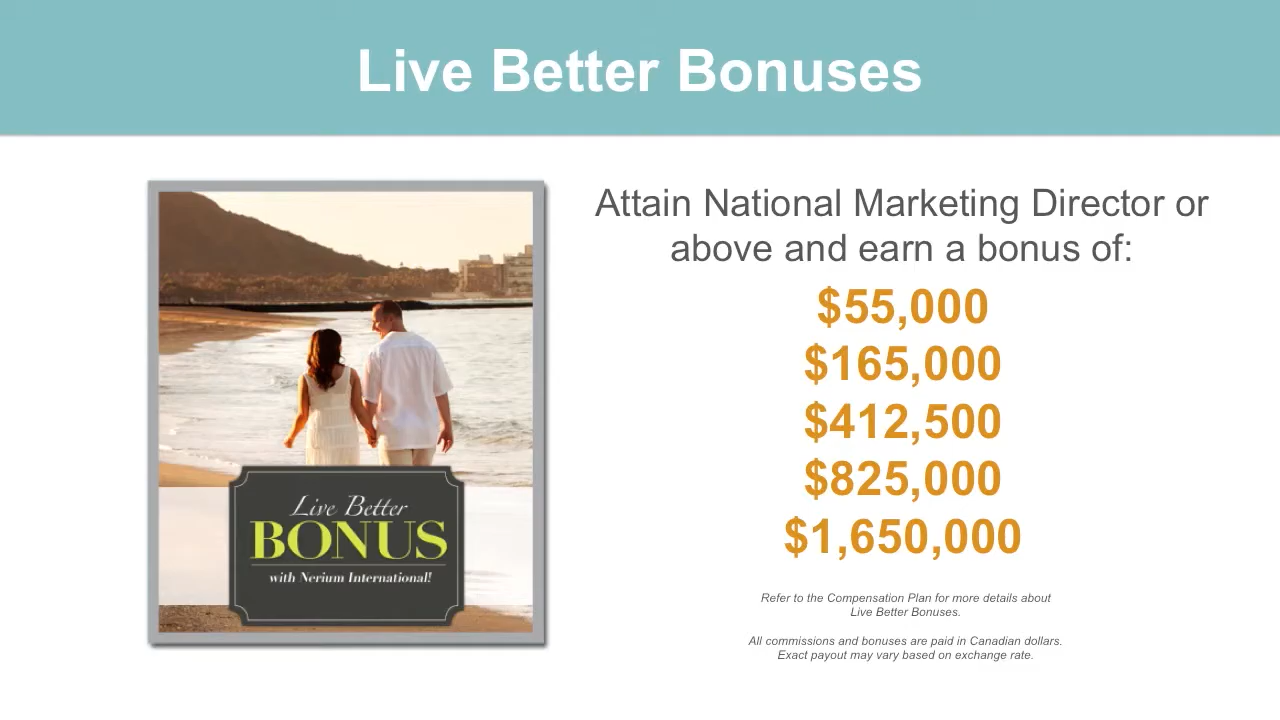 Live Better Bonuses
Attain National Marketing Director or
above and earn a bonus of:
$55,000
$165,000
$412,500
$825,000
$1,650,000
Live Better
BONUS
with Nerium International!
Refer to the Compensation Plan for more details about
Live Better Bonuses.
All commissions and bonuses are paid in Canadian dollars.
Exact payout may vary based on exchange rate.